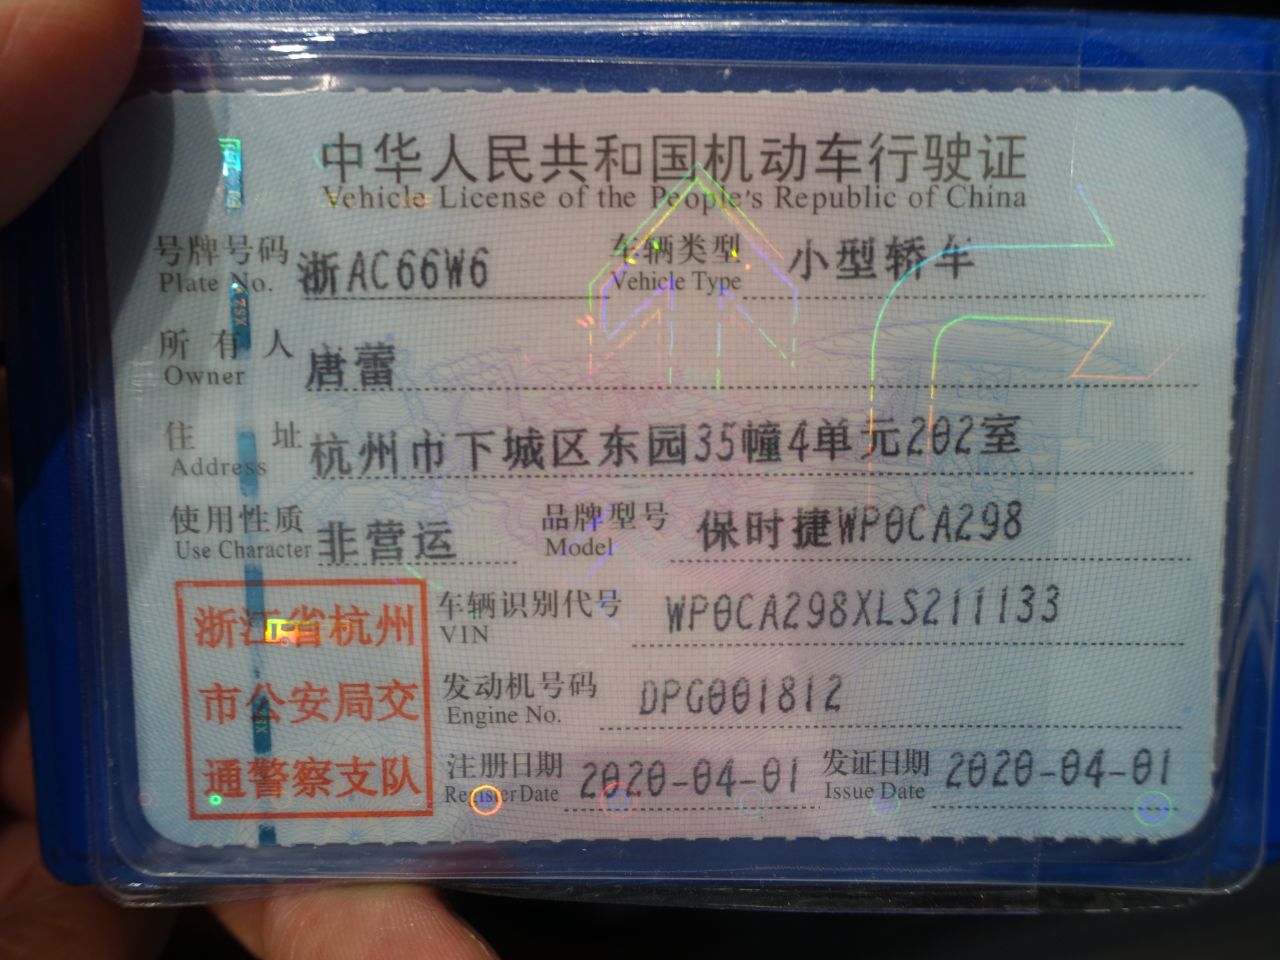 中华人民共和国机动车行驶证
Vehicle License of the People's Republic of China
号牌号码 浙AC66W6 车辆类型 小型轿车
Plate No. Vehicle Type
所有人 唐蕾
Owner
住址 杭州市下城区东园35幢4单元202室
Address
使用性质 非营运 品牌型号 保时捷WP0CA298
Use Character Model
浙江省杭州
市公安局交
通警察支队
车辆识别代号 WP0CA298XLS211133
VIN
发动机号码 DPG001812
Engine No.
注册日期 2020-04-01 发证日期 2020-04-01
Register Date Issue Date